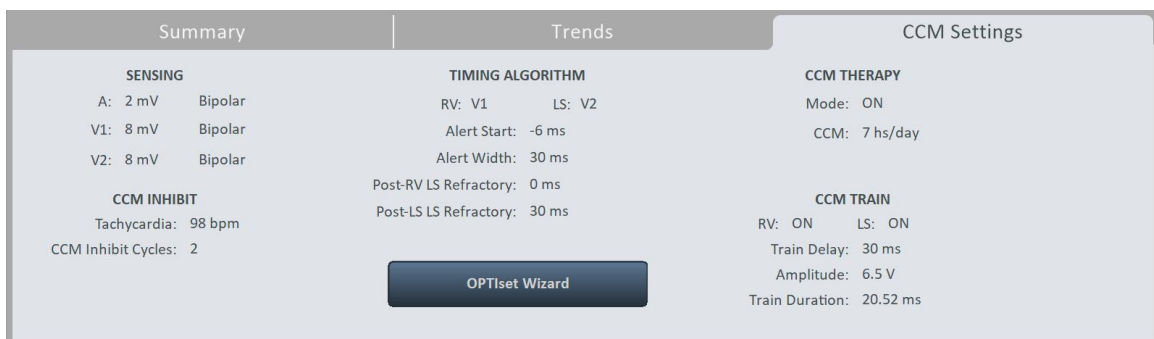 Summary
Trends
CCM Settings
SENSING
A: 2 mV Bipolar
V1: 8 mV Bipolar
V2: 8 mV Bipolar
CCM INHIBIT
Tachycardia: 98 bpm
CCM Inhibit Cycles: 2
TIMING ALGORITHM
RV: V1 LS: V2
Alert Start: -6 ms
Alert Width: 30 ms
Post-RV LS Refractory: 0 ms
Post-LS LS Refractory: 30 ms
OPTIset Wizard
CCM THERAPY
Mode: ON
CCM: 7 hs/day
CCM TRAIN
RV: ON LS: ON
Train Delay: 30 ms
Amplitude: 6.5 V
Train Duration: 20.52 ms